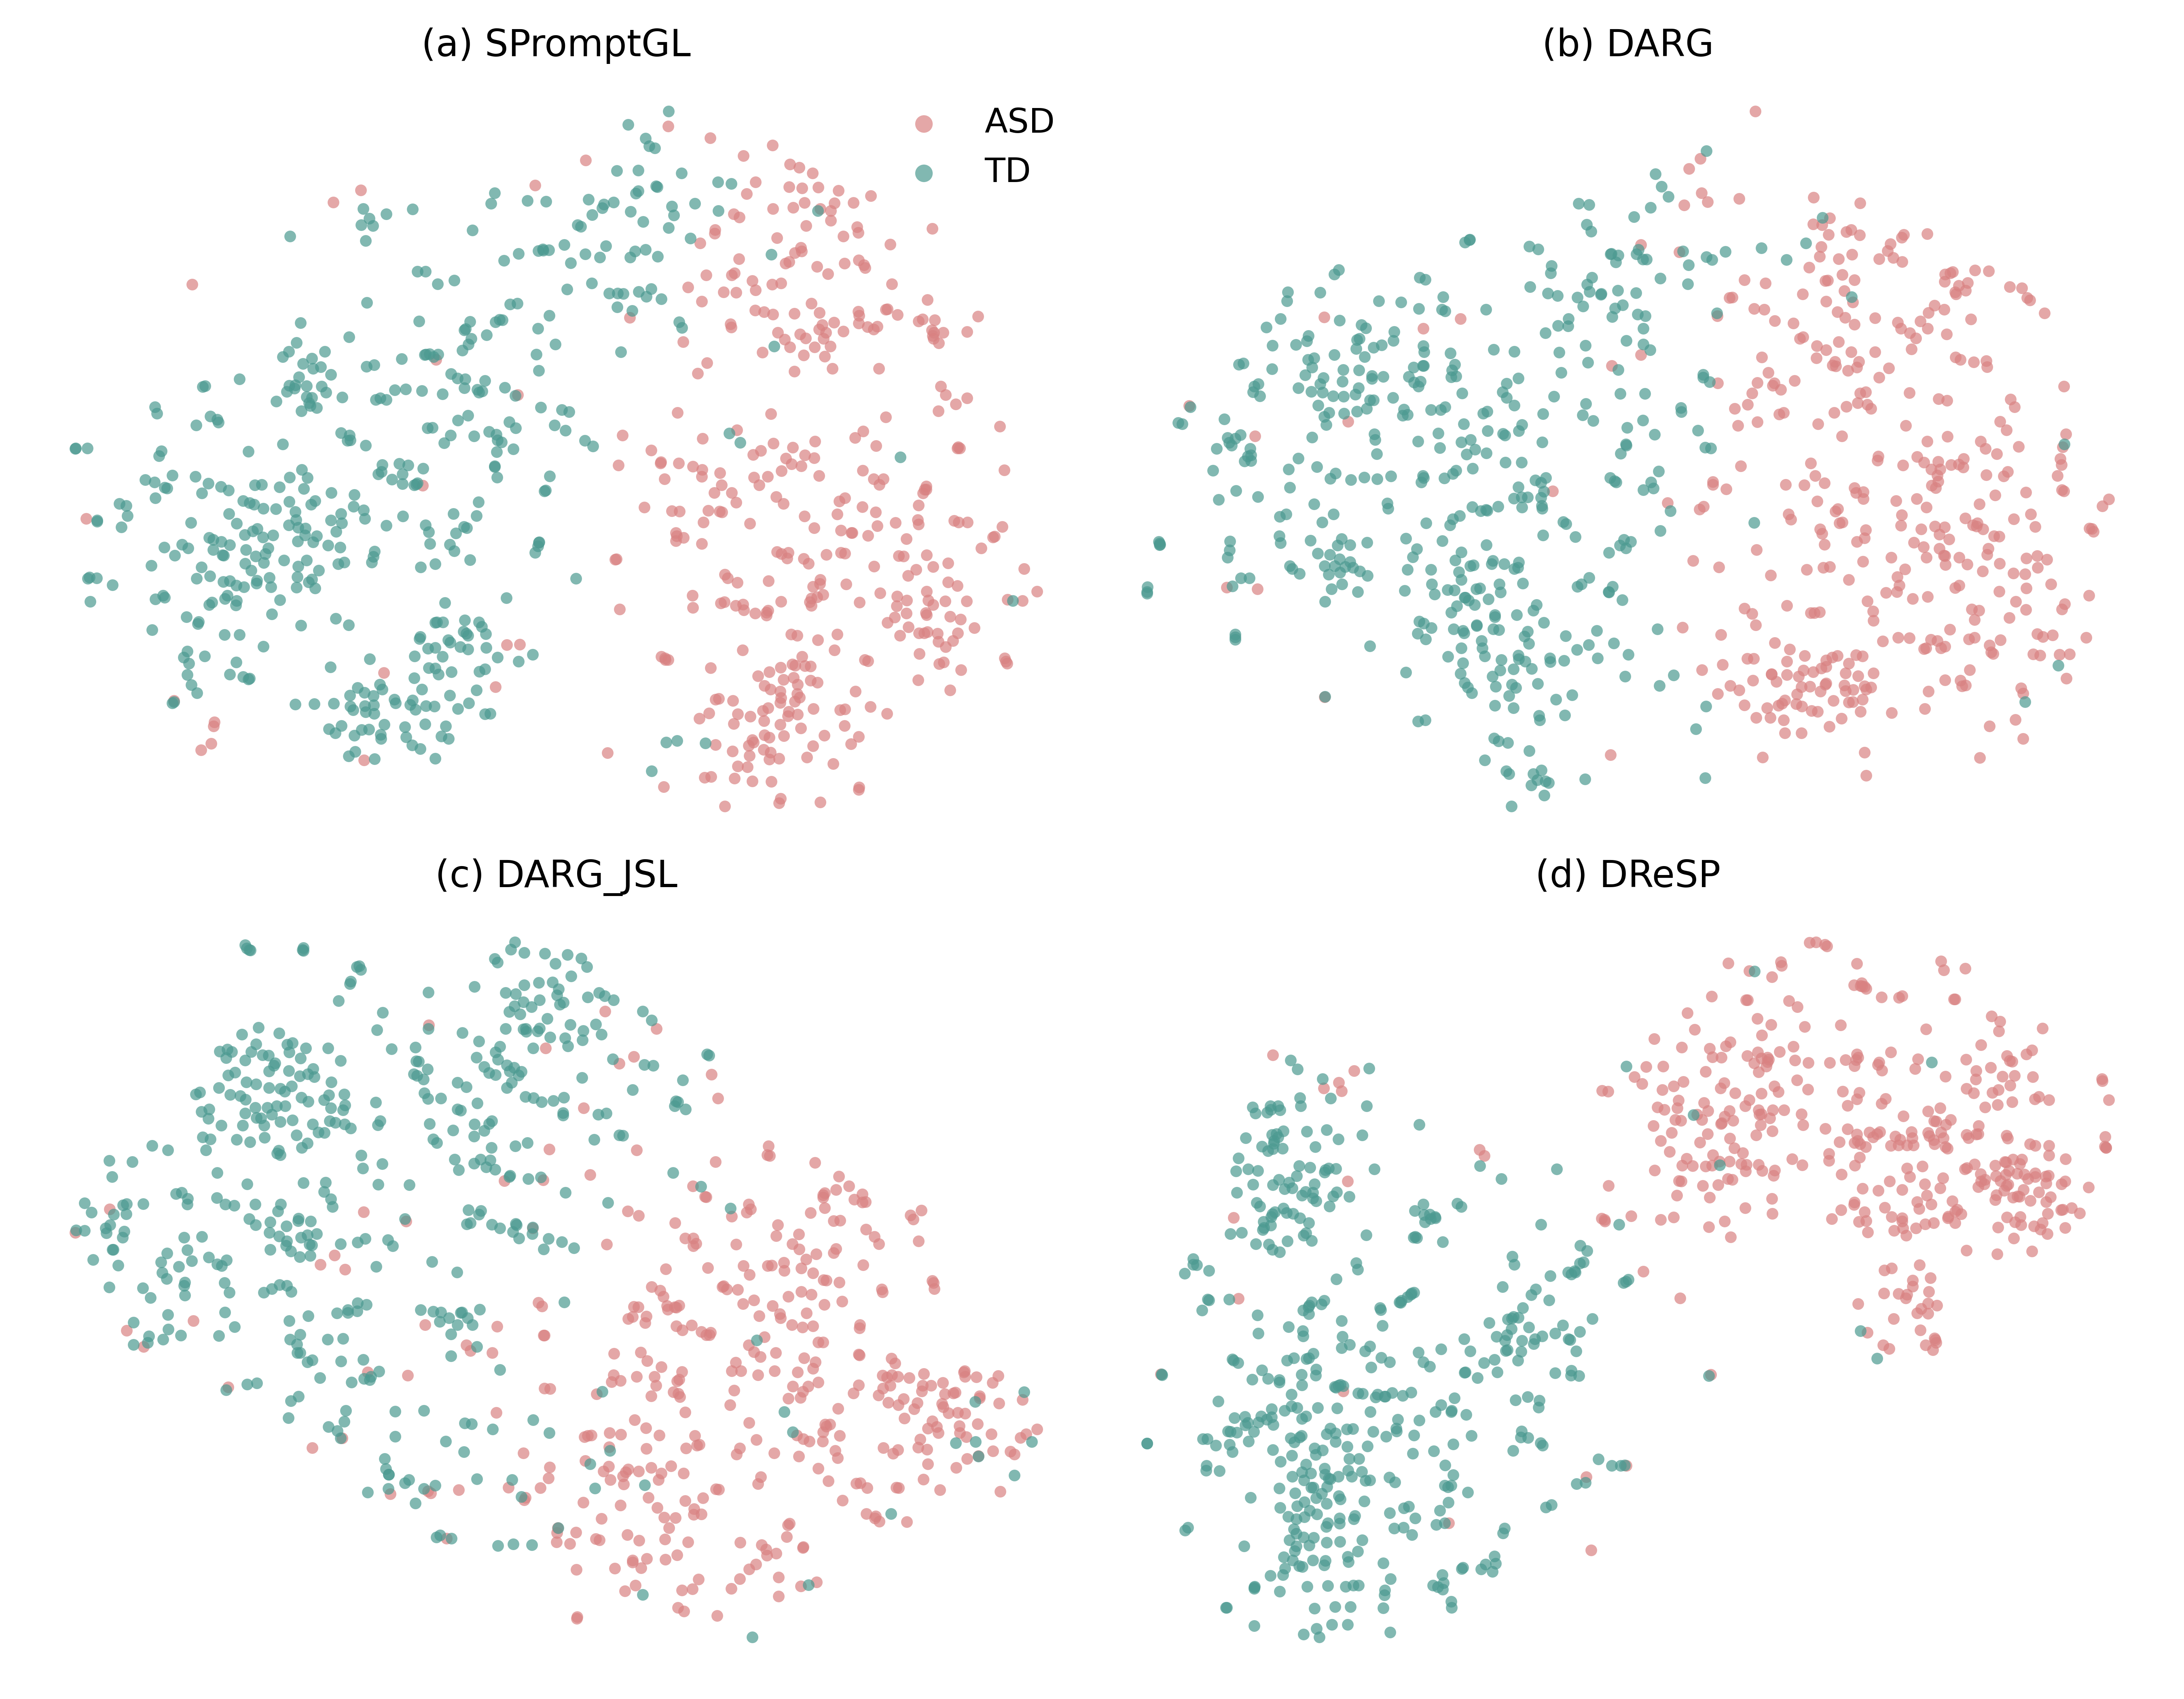 (a) SPromptGL
(b) DARG
ASD
TD
(c) DARG_JSL
(d) DReSP